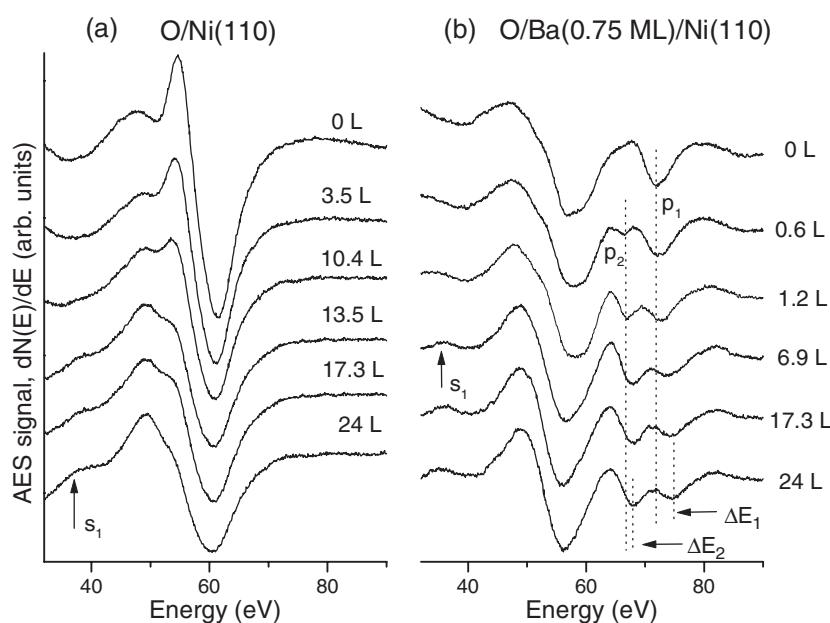 (a) O/Ni(110)
0 L
3.5 L
10.4 L
13.5 L
17.3 L
24 L
s₁
AES signal, dN(E)/dE (arb. units)
40 60 80
Energy (eV)
(b) O/Ba(0.75 ML)/Ni(110)
0 L
p₁
0.6 L
p₂
1.2 L
s₁
6.9 L
17.3 L
24 L
ΔE₁
ΔE₂
40 60 80
Energy (eV)